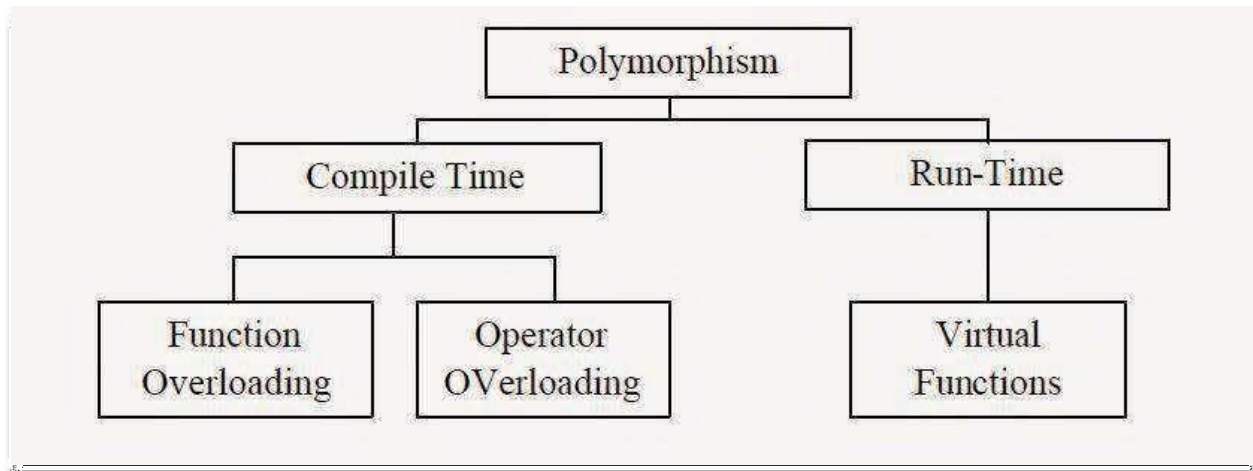 Polymorphism
Compile Time
Run-Time
Function
Overloading
Operator
OVerloading
Virtual
Functions